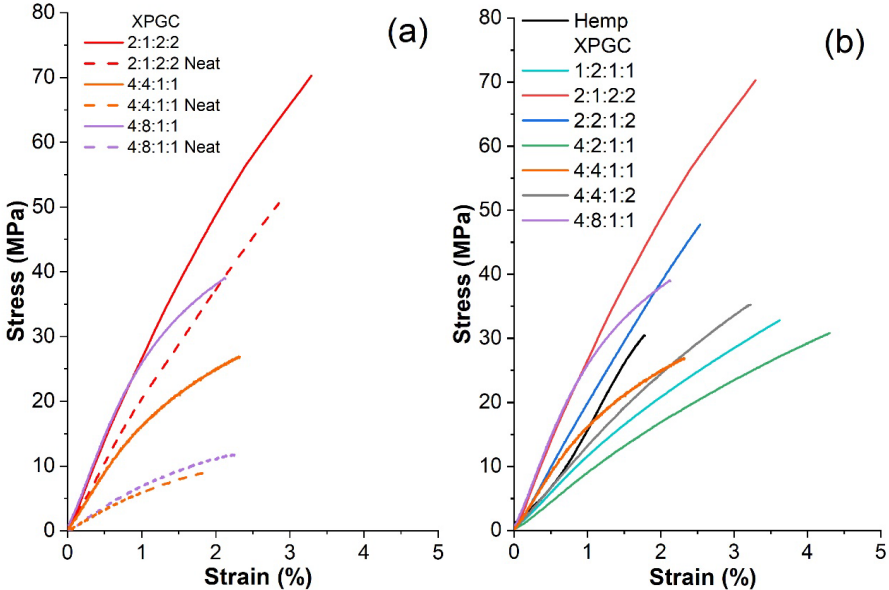 (a)
XPGC
2:1:2:2
2:1:2:2 Neat
4:4:1:1
4:4:1:1 Neat
4:8:1:1
4:8:1:1 Neat
80
70
60
50
40
30
20
10
0
Stress (MPa)
0 1 2 3 4 5
Strain (%)
(b)
Hemp
XPGC
1:2:1:1
2:1:2:2
2:2:1:2
4:2:1:1
4:4:1:1
4:4:1:2
4:8:1:1
80
70
60
50
40
30
20
10
0
Stress (MPa)
0 1 2 3 4 5
Strain (%)